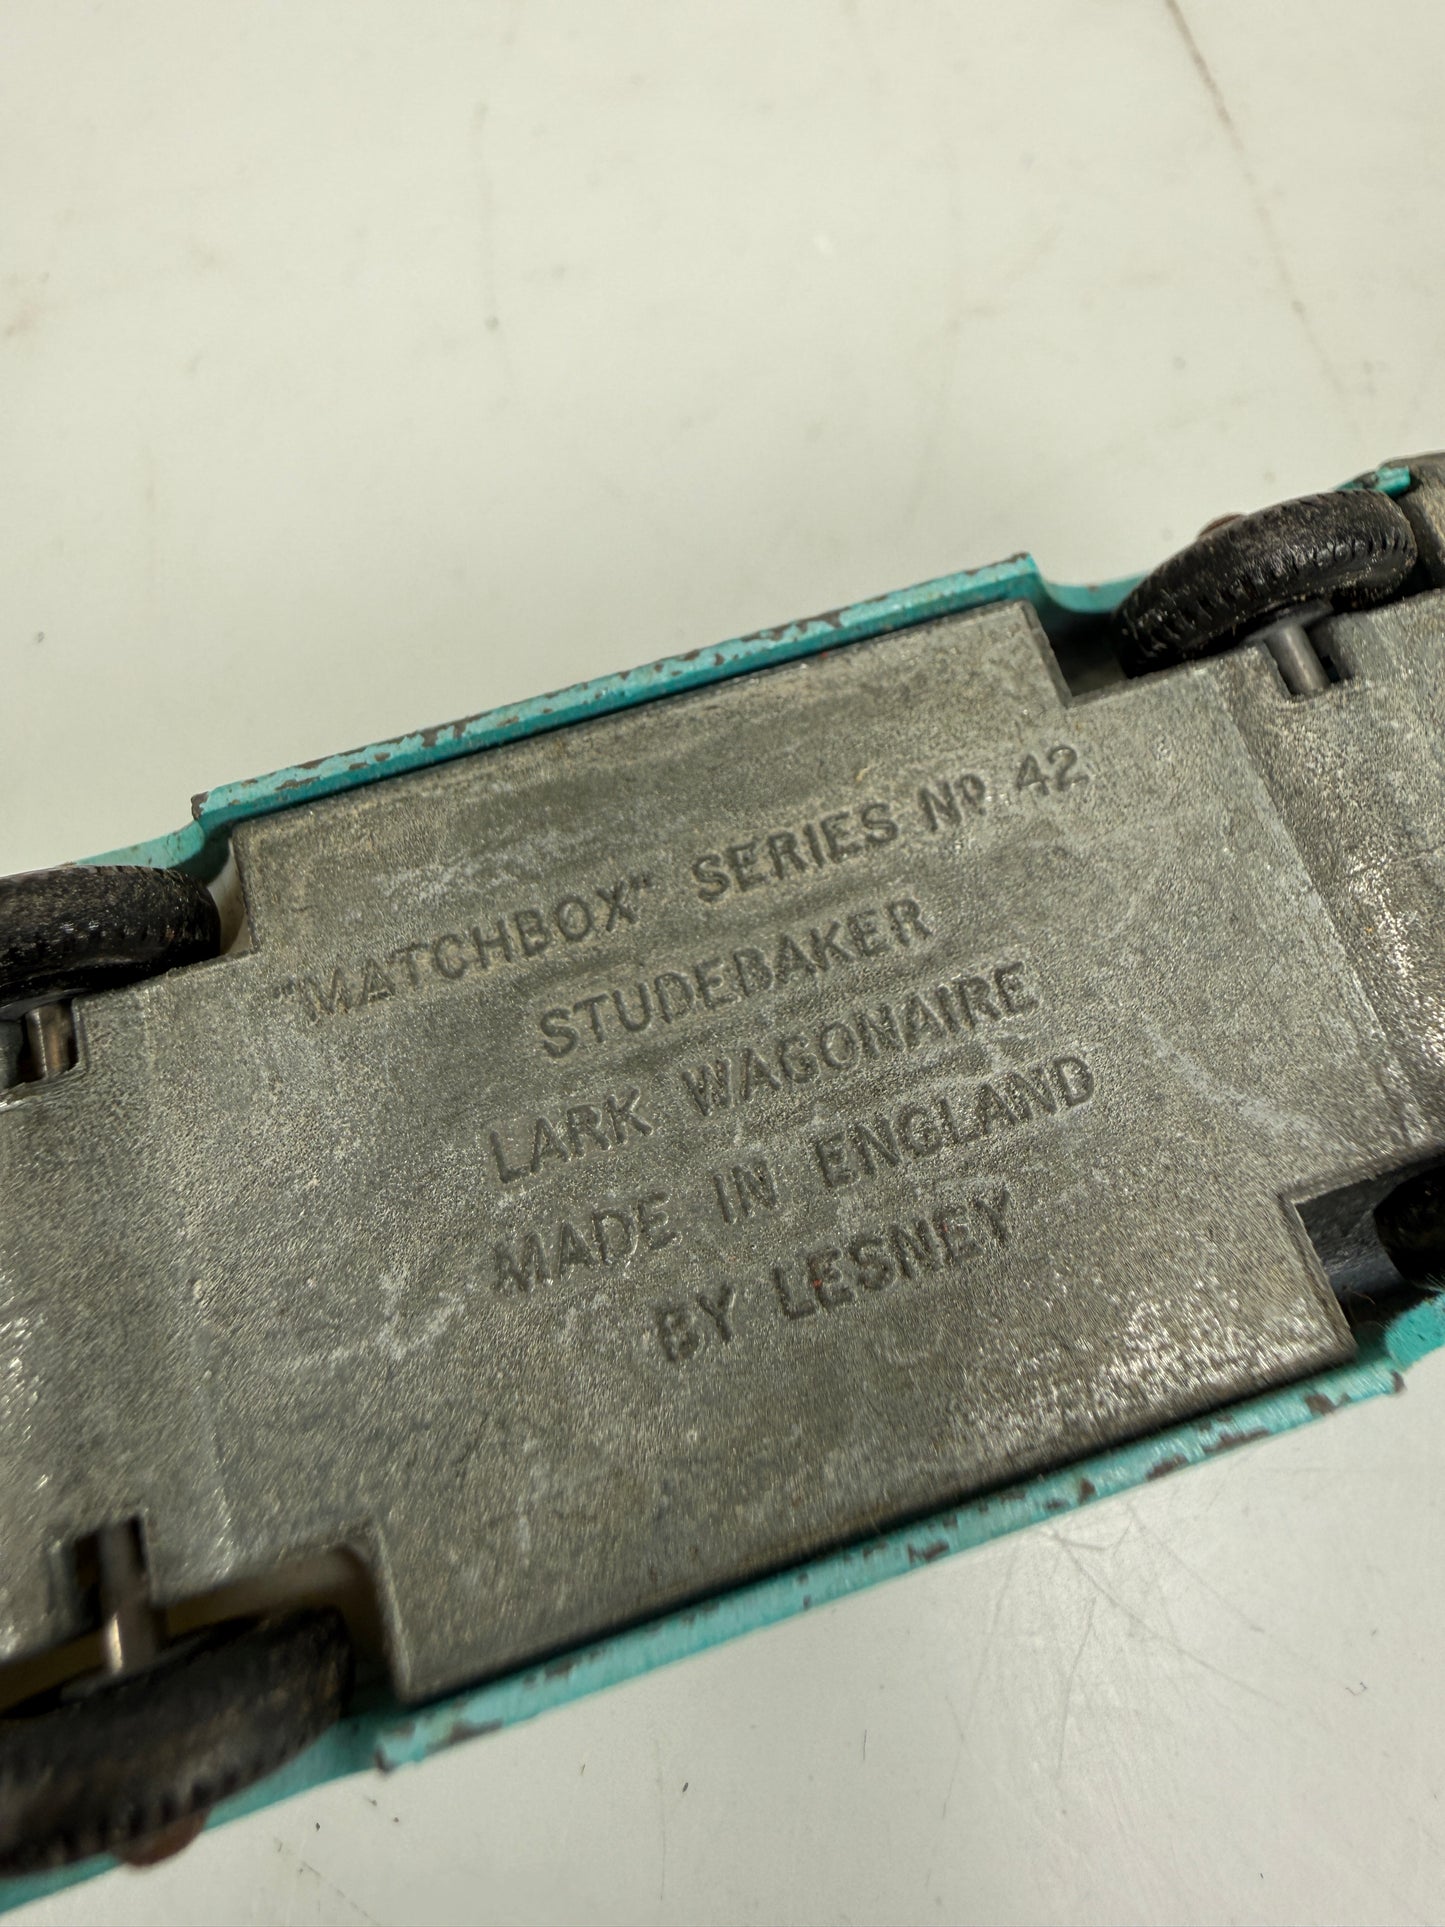 "MATCHBOX" SERIES Nº 42
STUDEBAKER
LARK WAGONAIRE
MADE IN ENGLAND
BY LESNEY